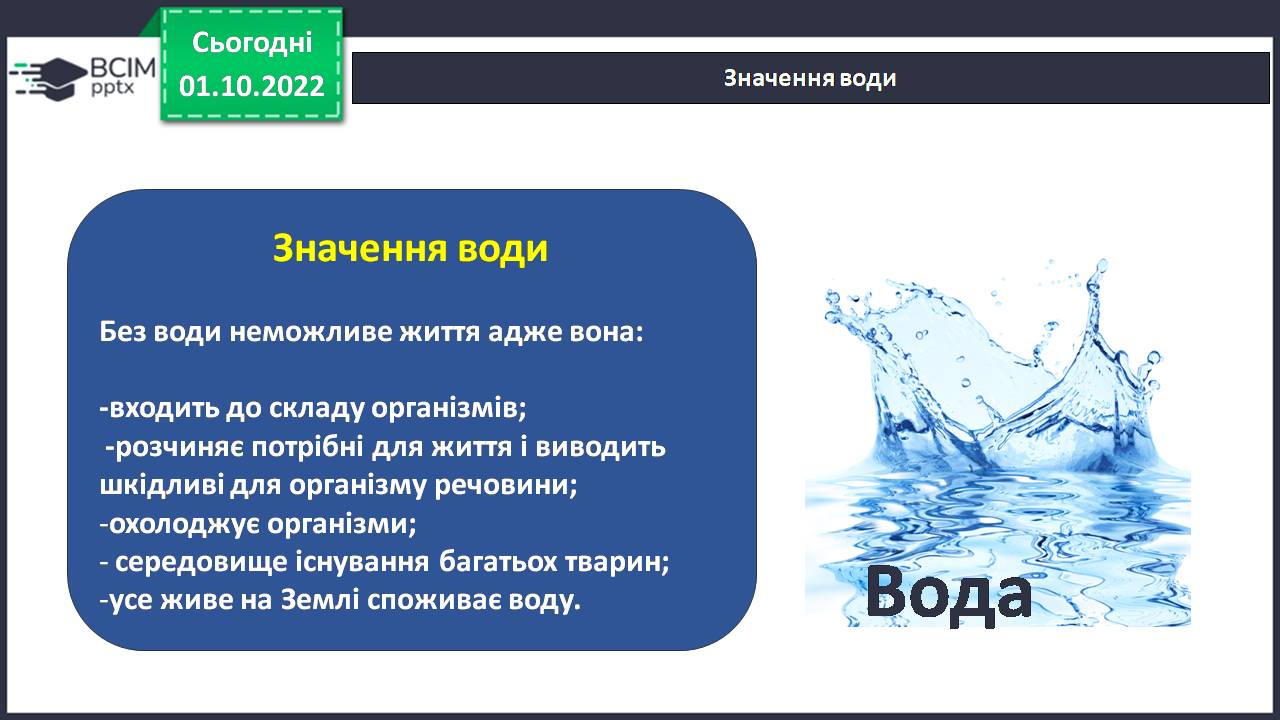 Сьогодні
01.10.2022
BCIM
pptx
Значення води
Значення води
Без води неможливе життя адже вона:
-входить до складу організмів;
-розчиняє потрібні для життя і виводить
шкідливі для організму речовини;
-охолоджує організми;
- середовище існування багатьох тварин;
-усе живе на Землі споживає воду.
Вода